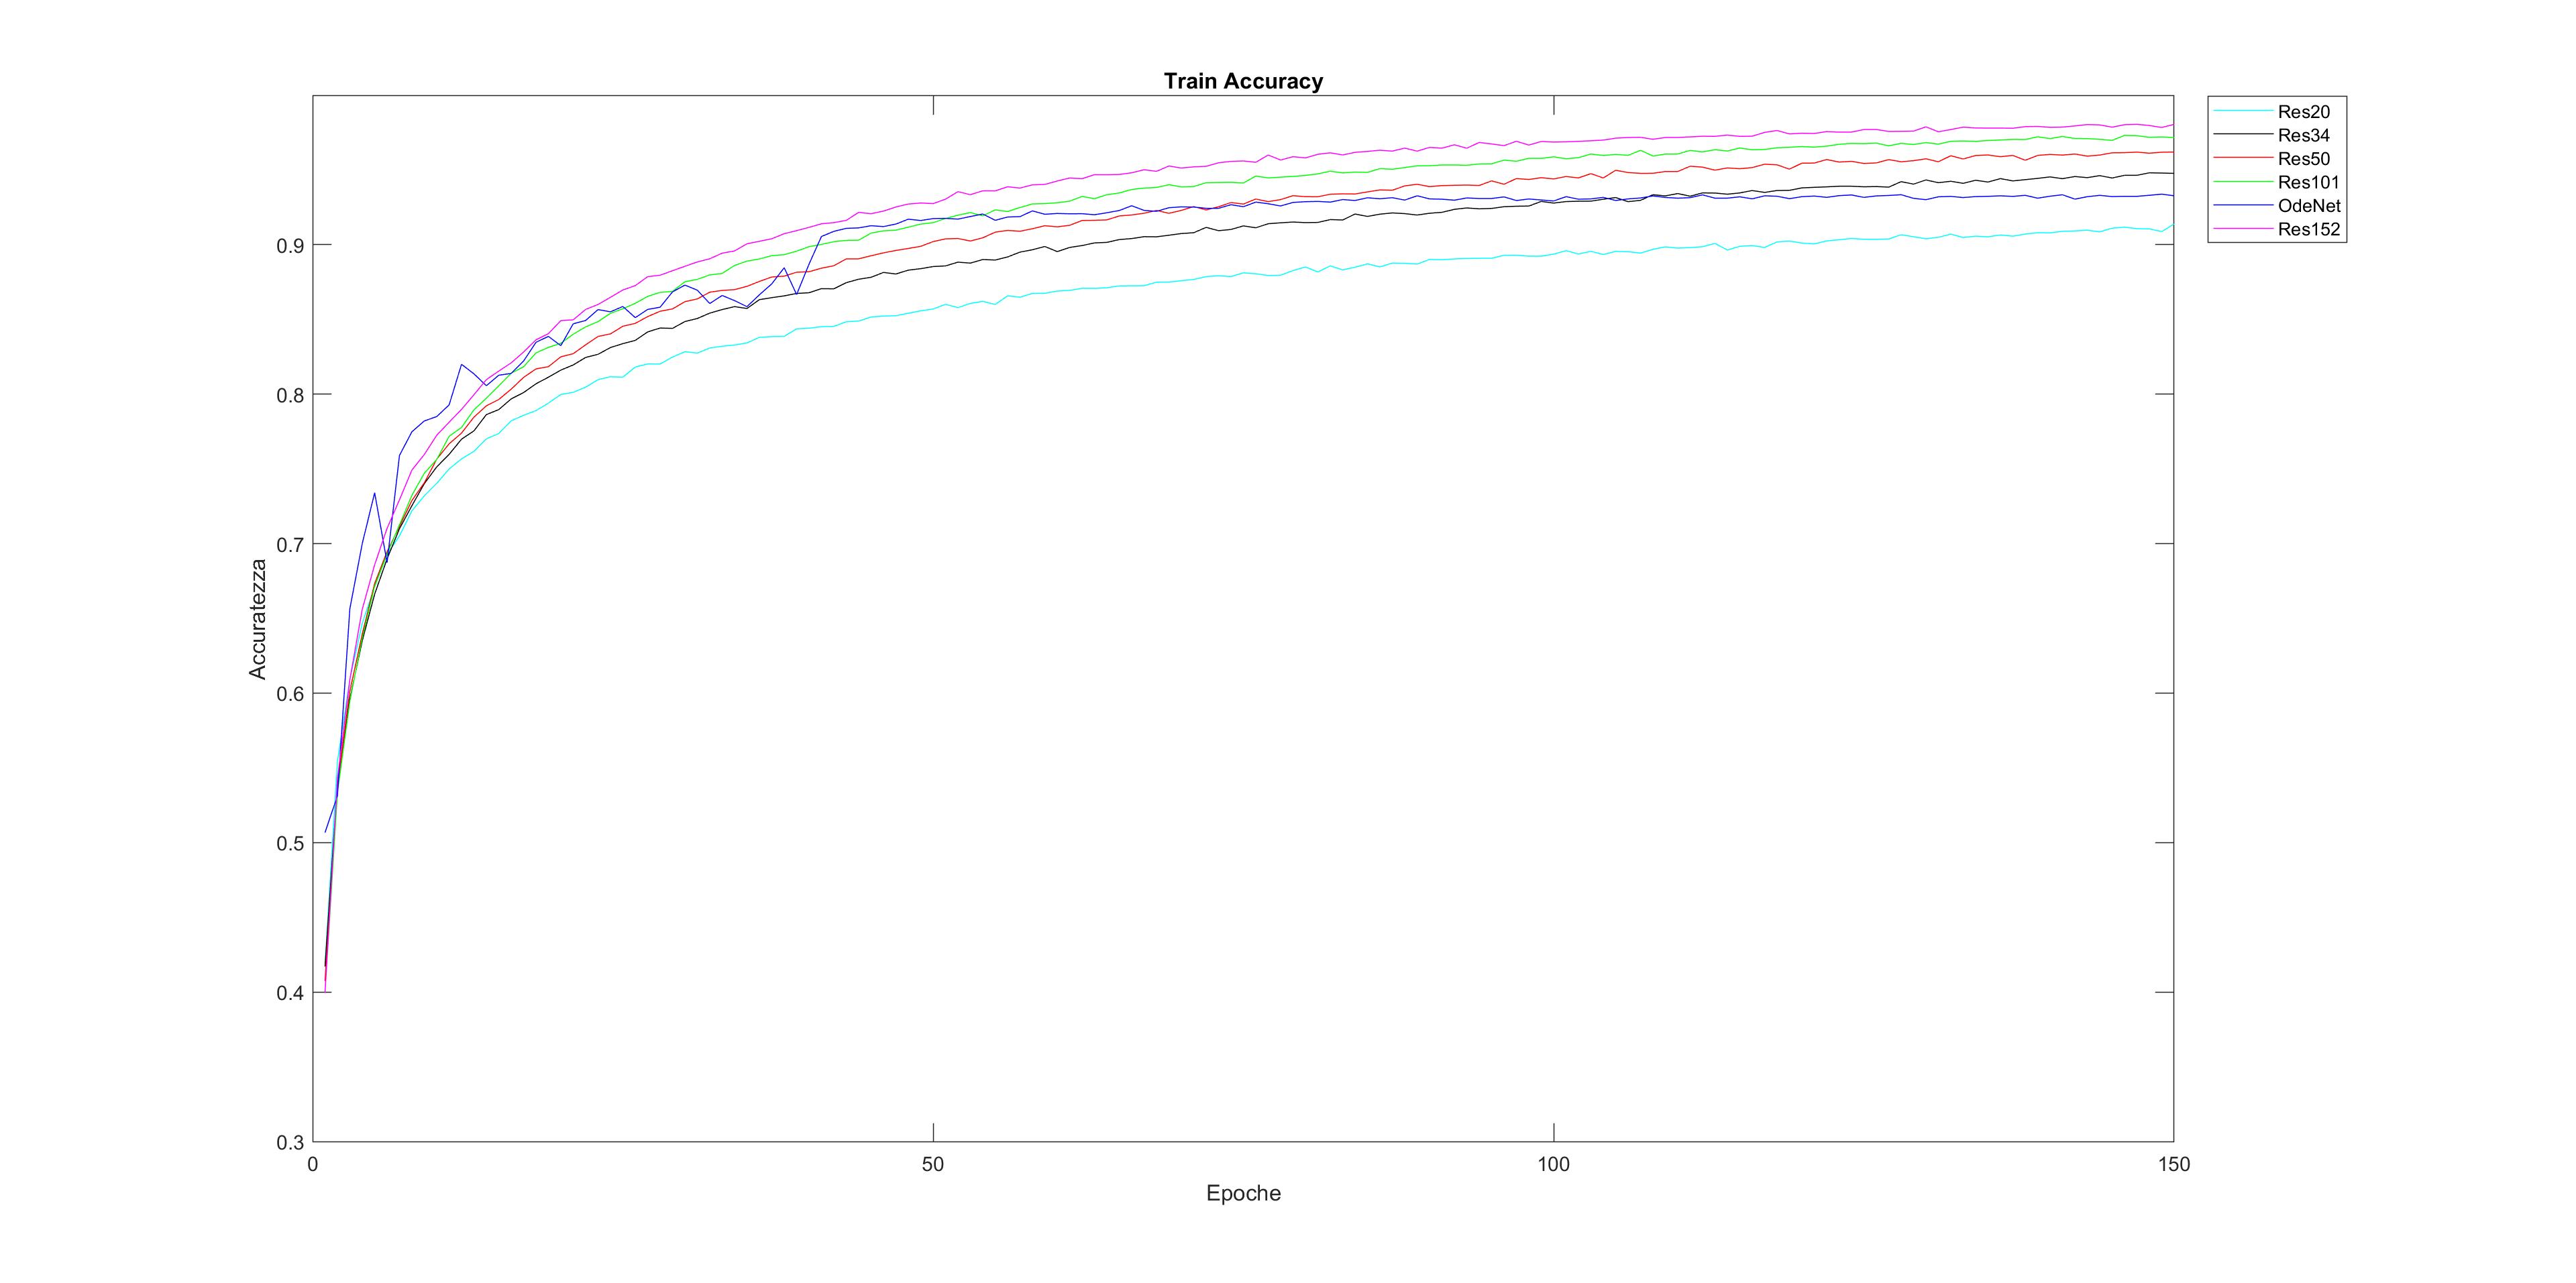 Train Accuracy
Res20
Res34
Res50
Res101
OdeNet
Res152
Accuratezza
0.9
0.8
0.7
0.6
0.5
0.4
0.3
0
50
100
150
Epoche